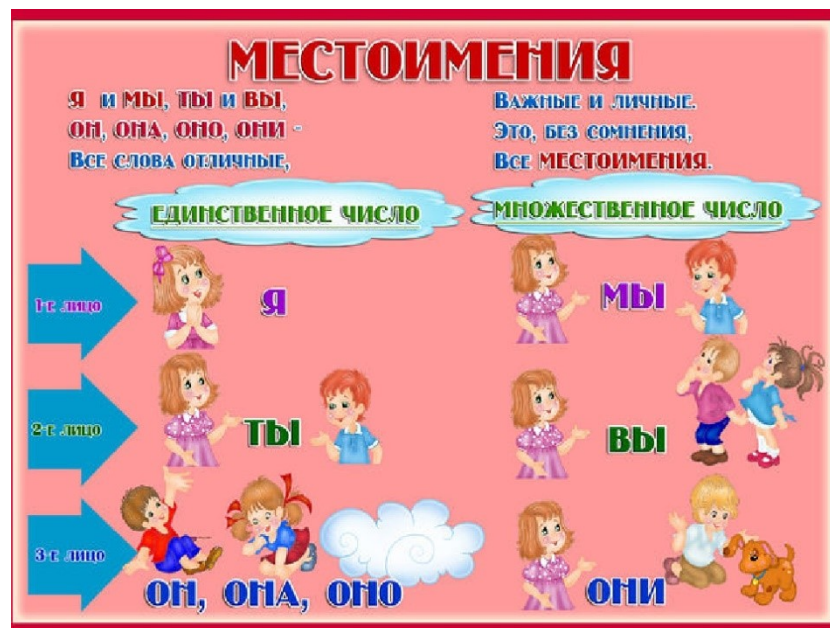 МЕСТОИМЕНИЯ
Я и МЫ, ТЫ и ВЫ,
ОН, ОНА, ОНО, ОНИ -
Все слова отличные,
Важные и личные.
Это, без сомнения,
Все МЕСТОИМЕНИЯ.
ЕДИНСТВЕННОЕ ЧИСЛО
МНОЖЕСТВЕННОЕ ЧИСЛО
1-е лицо
Я
МЫ
2-е лицо
ТЫ
ВЫ
3-е лицо
ОН, ОНА, ОНО
ОНИ